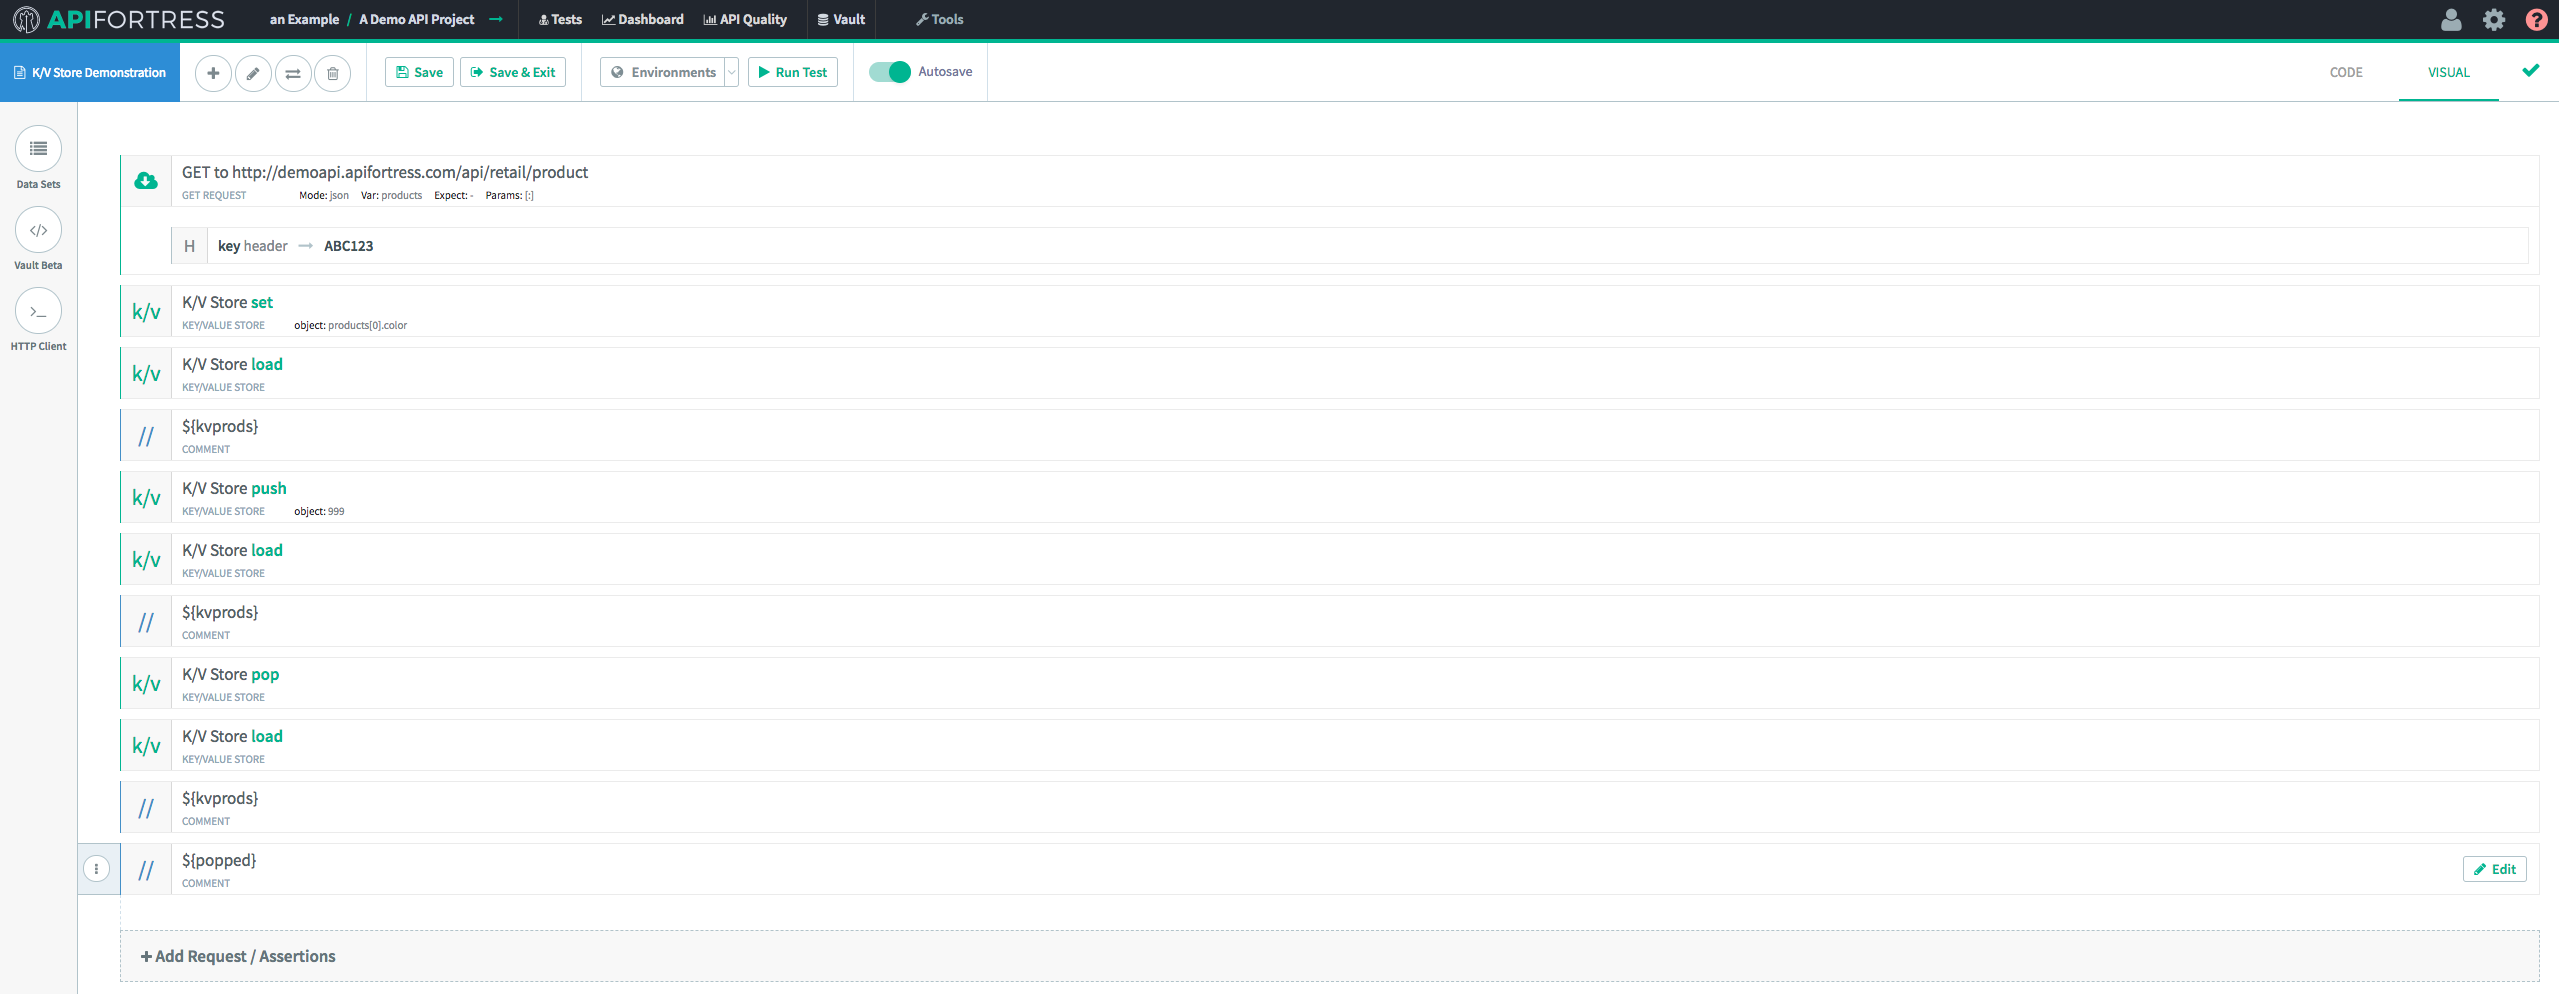 APIFORTRESS an Example / A Demo API Project → Tests Dashboard API Quality Vault Tools ?
K/V Store Demonstration Save Save & Exit Environments Run Test Autosave CODE VISUAL
Data Sets
</> Vault Beta
>_ HTTP Client
GET to http://demoapi.apifortress.com/api/retail/product
GET REQUEST Mode: json Var: products Expect: - Params: [:]
H key header → ABC123
k/v K/V Store set
KEY/VALUE STORE object: products[0].color
k/v K/V Store load
KEY/VALUE STORE
// ${kvprods}
COMMENT
k/v K/V Store push
KEY/VALUE STORE object: 999
k/v K/V Store load
KEY/VALUE STORE
// ${kvprods}
COMMENT
k/v K/V Store pop
KEY/VALUE STORE
k/v K/V Store load
KEY/VALUE STORE
// ${kvprods}
COMMENT
// ${popped}
COMMENT
Edit
+ Add Request / Assertions